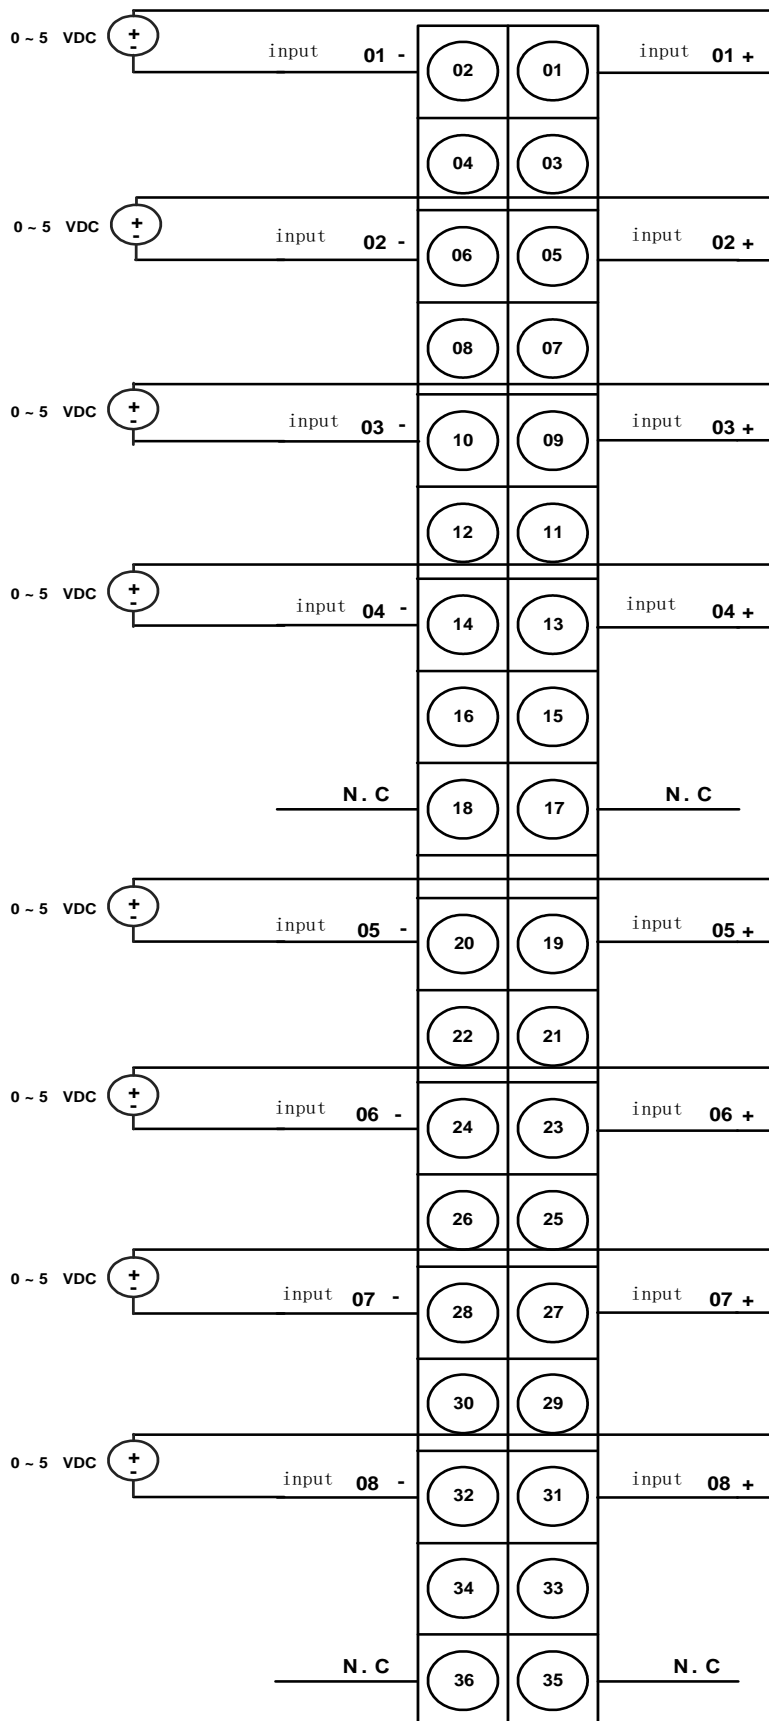 0 ~ 5 VDC + - input 01 - 02 01 input 01 +
04 03
0 ~ 5 VDC + - input 02 - 06 05 input 02 +
08 07
0 ~ 5 VDC + - input 03 - 10 09 input 03 +
12 11
0 ~ 5 VDC + - input 04 - 14 13 input 04 +
16 15
N . C 18 17 N . C
0 ~ 5 VDC + - input 05 - 20 19 input 05 +
22 21
0 ~ 5 VDC + - input 06 - 24 23 input 06 +
26 25
0 ~ 5 VDC + - input 07 - 28 27 input 07 +
30 29
0 ~ 5 VDC + - input 08 - 32 31 input 08 +
34 33
N . C 36 35 N . C